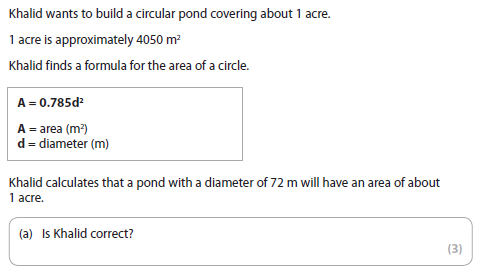 Khalid wants to build a circular pond covering about 1 acre.
1 acre is approximately 4050 m²
Khalid finds a formula for the area of a circle.
A = 0.785d²
A = area (m²)
d = diameter (m)
Khalid calculates that a pond with a diameter of 72 m will have an area of about
1 acre.
(a) Is Khalid correct?
(3)